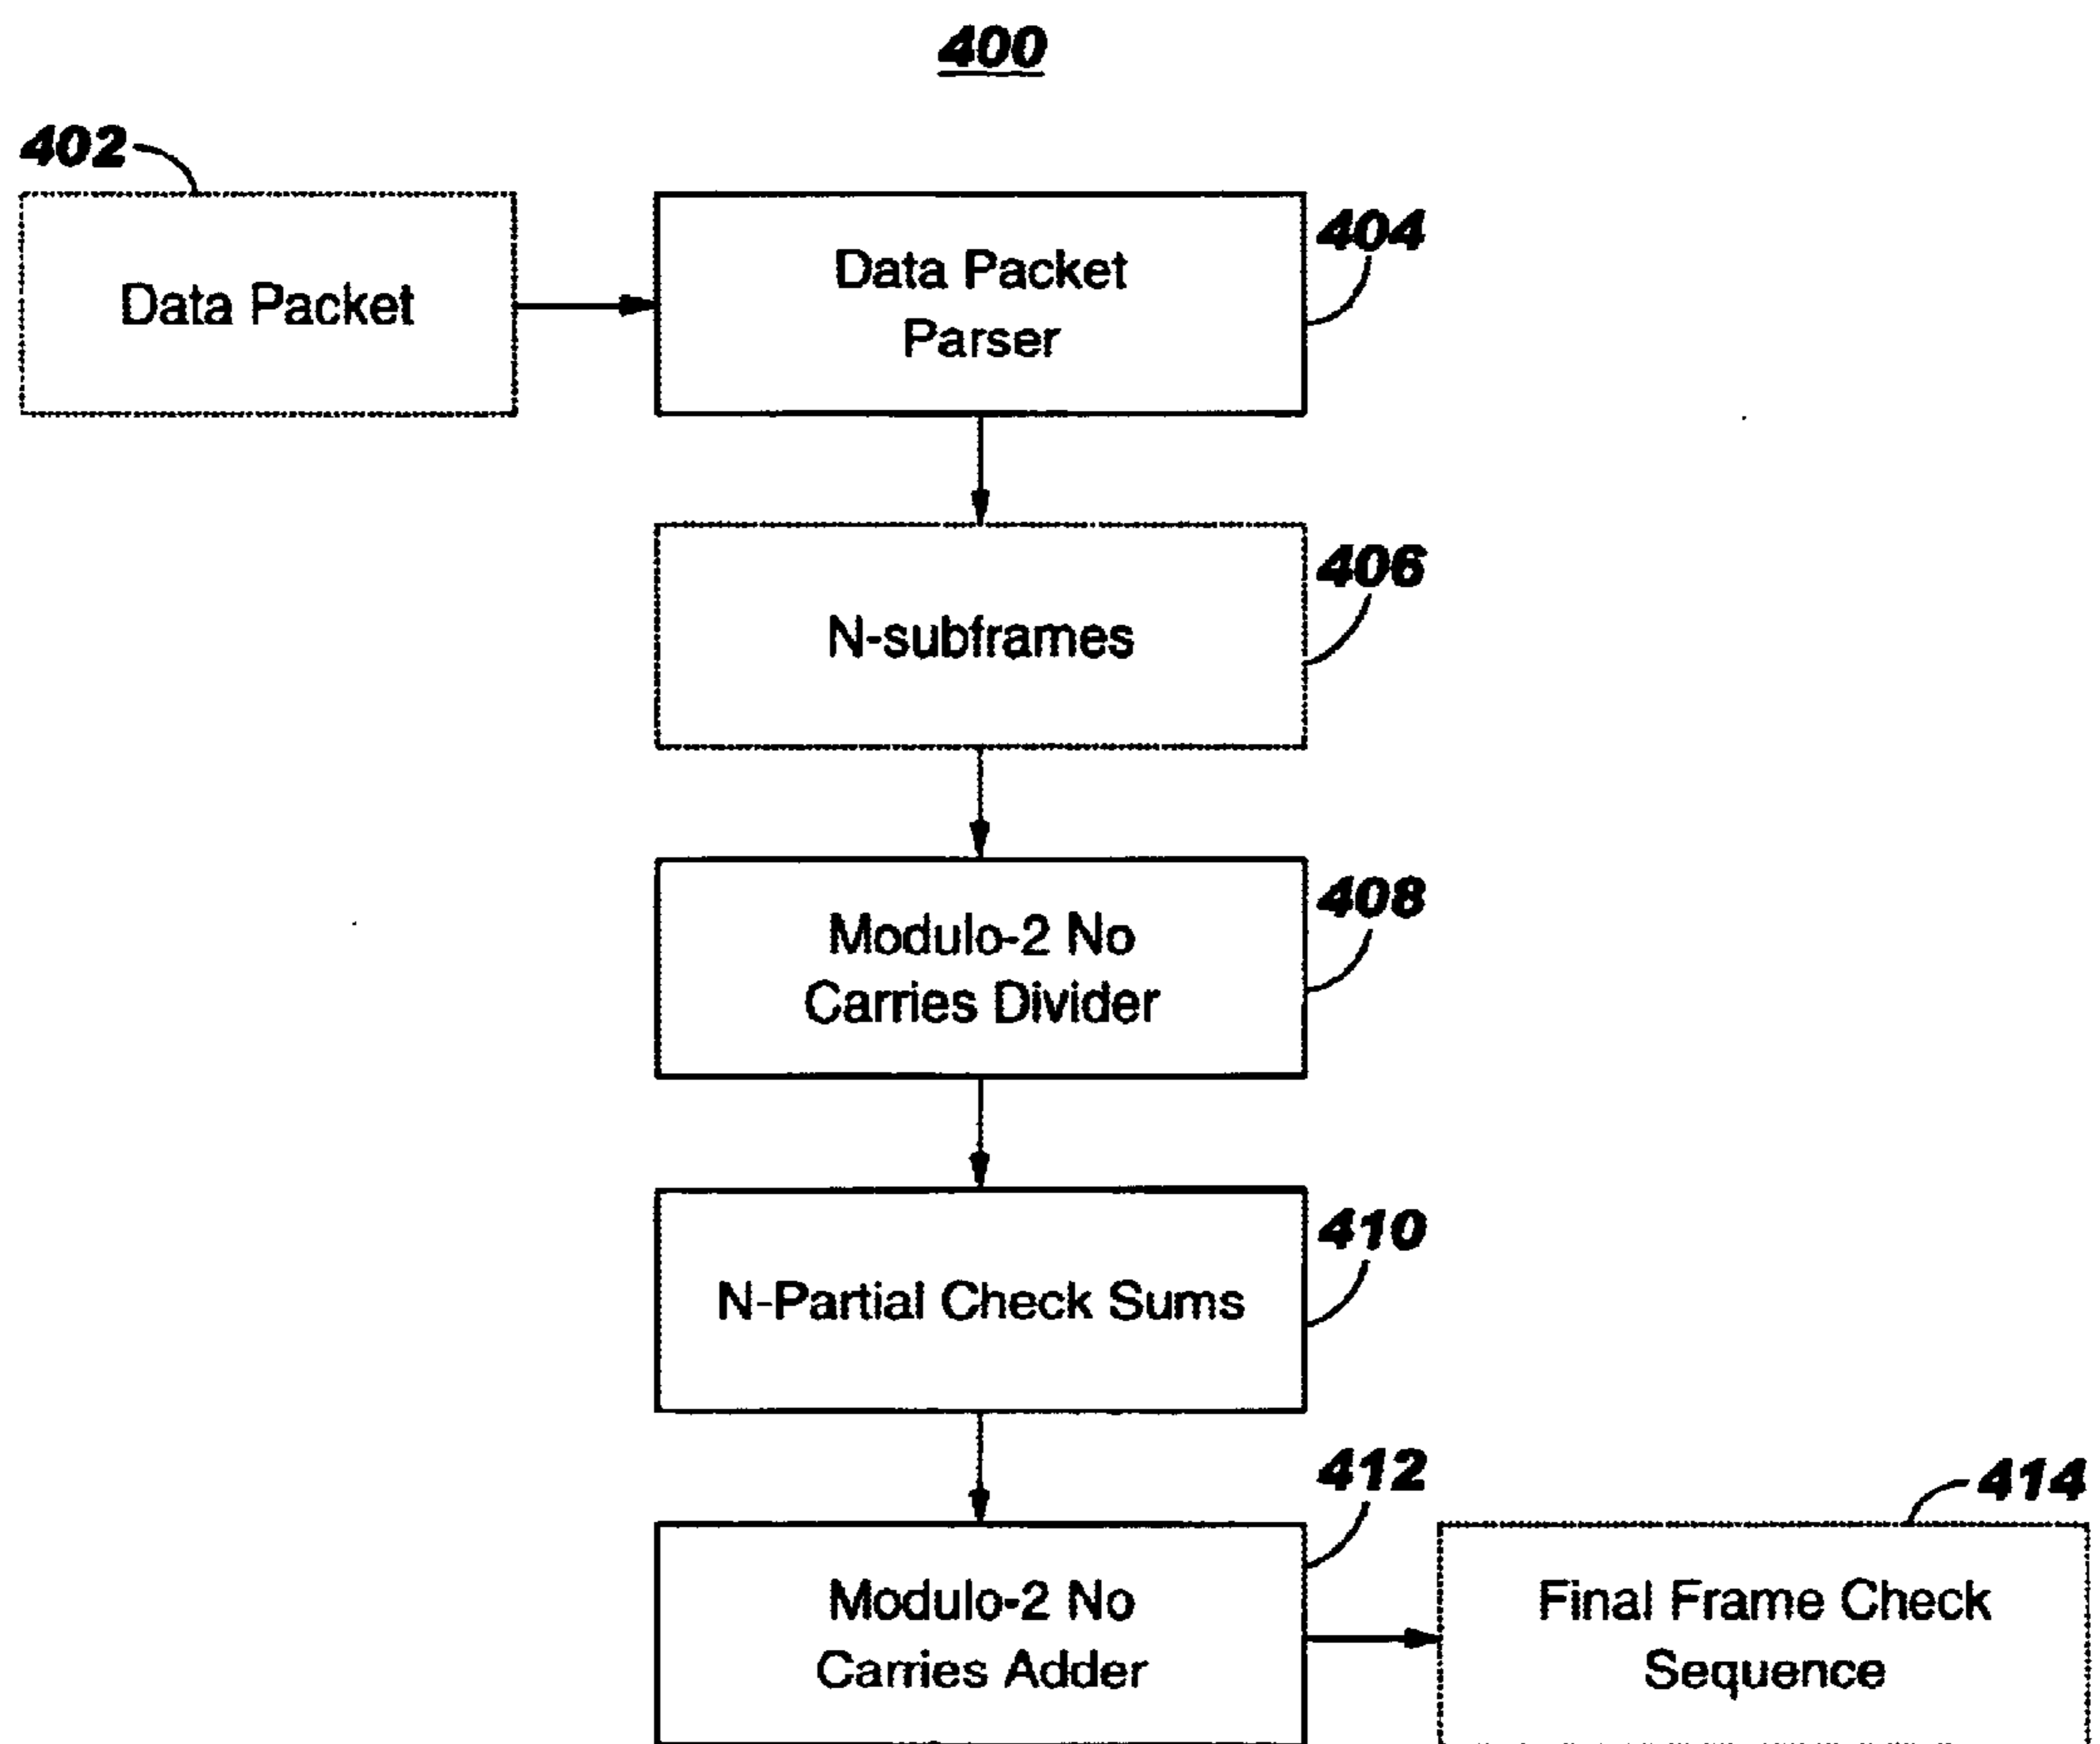 400
402
Data Packet
404
Data Packet
Parser
406
N-subframes
408
Modulo-2 No
Carries Divider
410
N-Partial Check Sums
412
Modulo-2 No
Carries Adder
414
Final Frame Check
Sequence